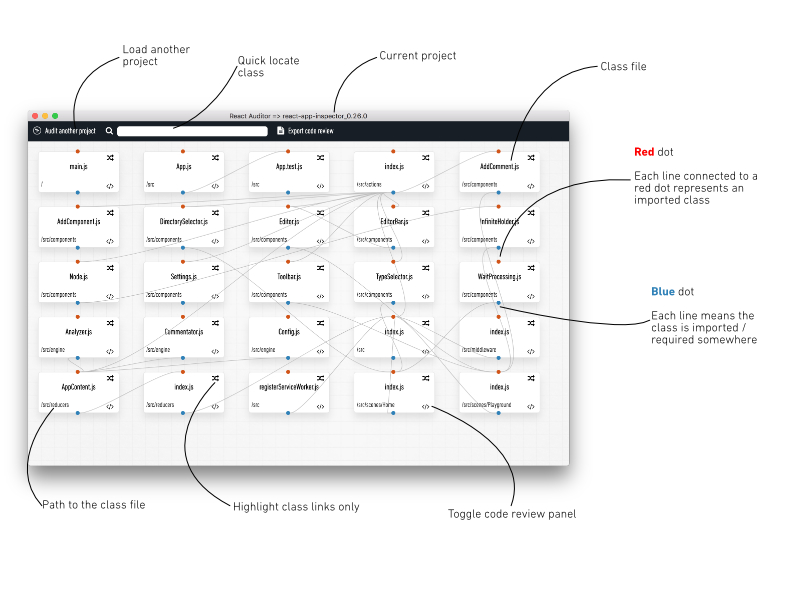 Load another
project
Quick locate
class
Current project
Class file
React Auditor => react-app-inspector_0.26.0
Audit another project
Export code review
Red dot
Each line connected to a
red dot represents an
imported class
main.js
/
App.js
/src
App.test.js
/src
index.js
/src/actions
AddComment.js
/src/components
AddComponent.js
/src/components
DirectorySelector.js
/src/components
Editor.js
/src/components
EditorBar.js
/src/components
InfiniteHolder.js
/src/components
Node.js
/src/components
Settings.js
/src/components
Toolbar.js
/src/components
TypeSelector.js
/src/components
WaitProcessing.js
/src/components
Blue dot
Each line means the
class is imported /
required somewhere
Analyzer.js
/src/engine
Commentator.js
/src/engine
Config.js
/src/engine
index.js
/src
index.js
/src/middleware
AppContent.js
/src/reducers
index.js
/src/reducers
registerServiceWorker.js
/src
index.js
/src/scenes/Home
index.js
/src/scenes/Playground
Path to the class file
Highlight class links only
Toggle code review panel